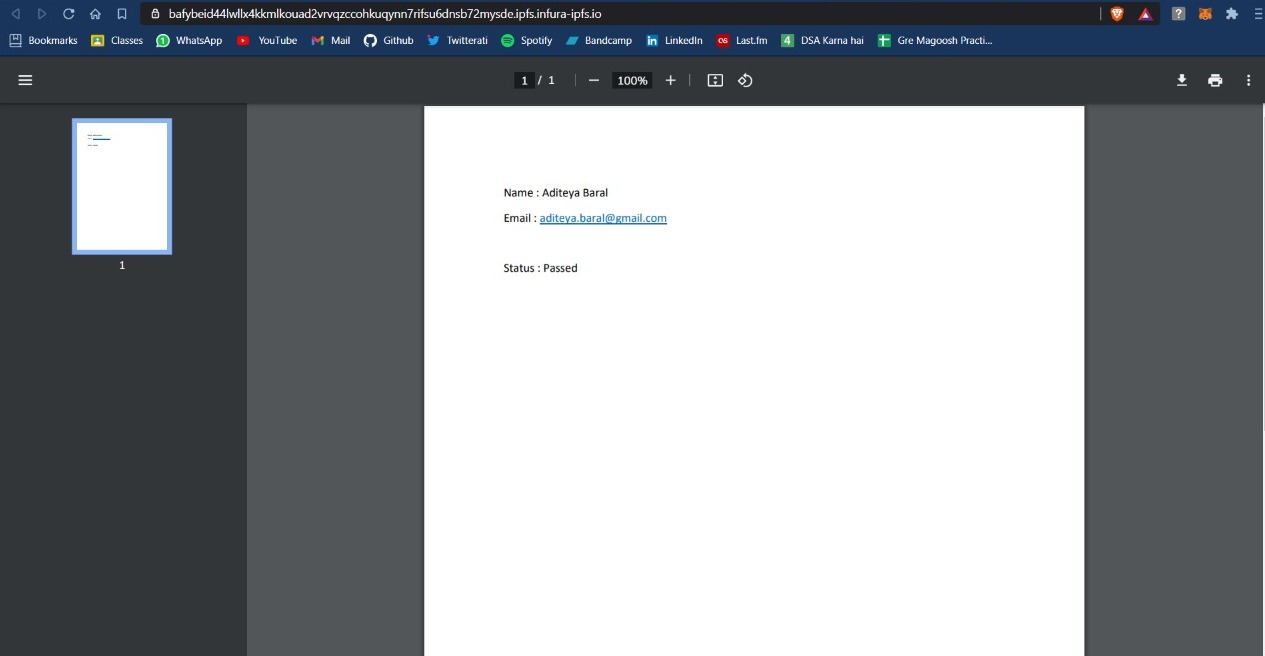 bafybeid44lwllx4kkmlkouad2vrvqzccohkuqynn7rifsu6dnsb72mysde.ipfs.infura-ipfs.io
Bookmarks Classes WhatsApp YouTube Mail Github Twitterati Spotify Bandcamp LinkedIn Last.fm 4 DSA Karna hai Gre Magoosh Practi...
1 / 1 100%
Name : Aditeya Baral
Email : aditeya.baral@gmail.com
Status : Passed
1